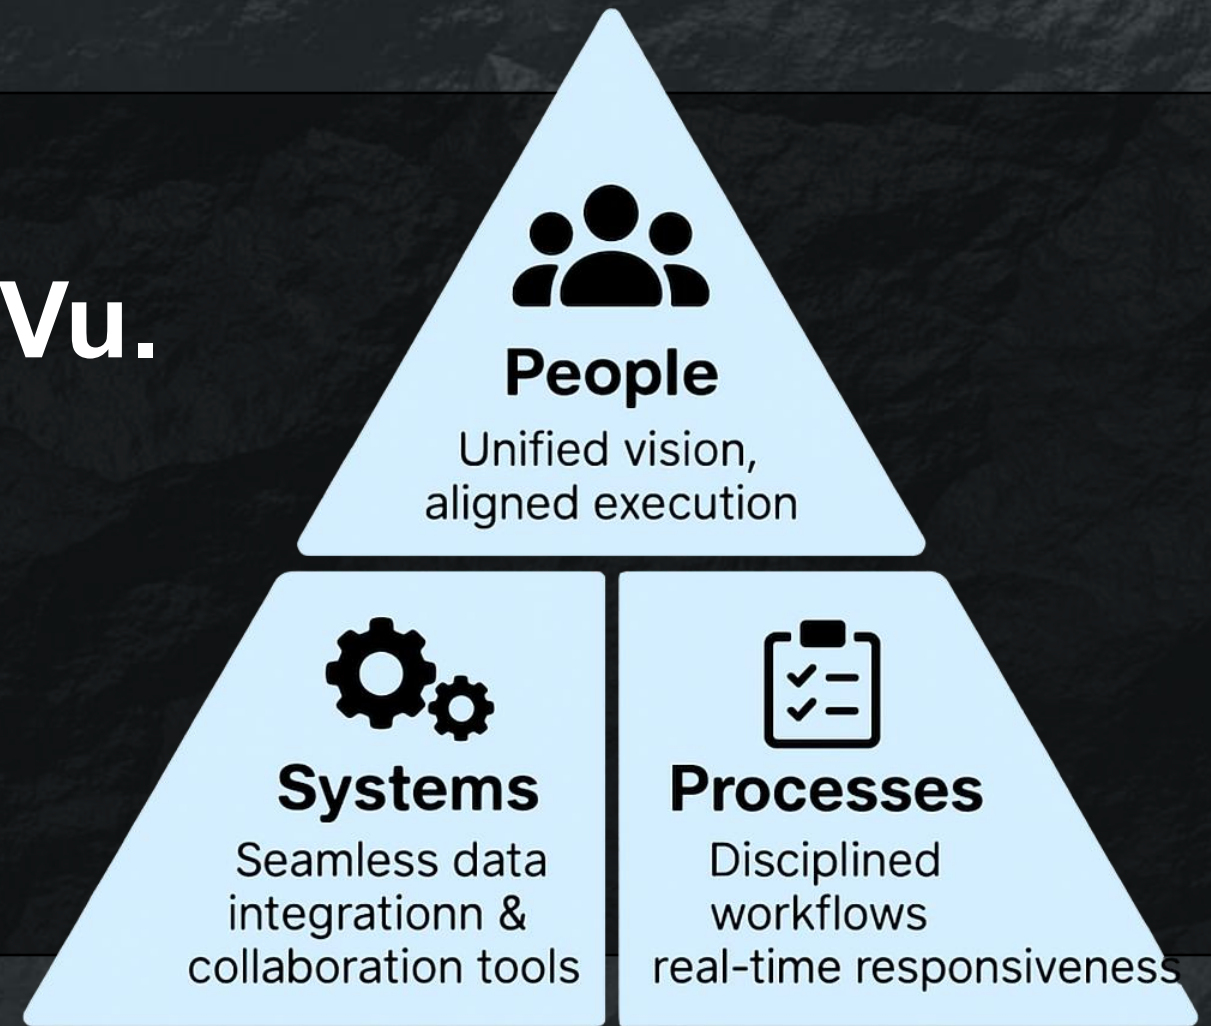 Vu.
People
Unified vision,
aligned execution
Systems
Seamless data
integrationn &
collaboration tools
Processes
Disciplined
workflows
real-time responsiveness